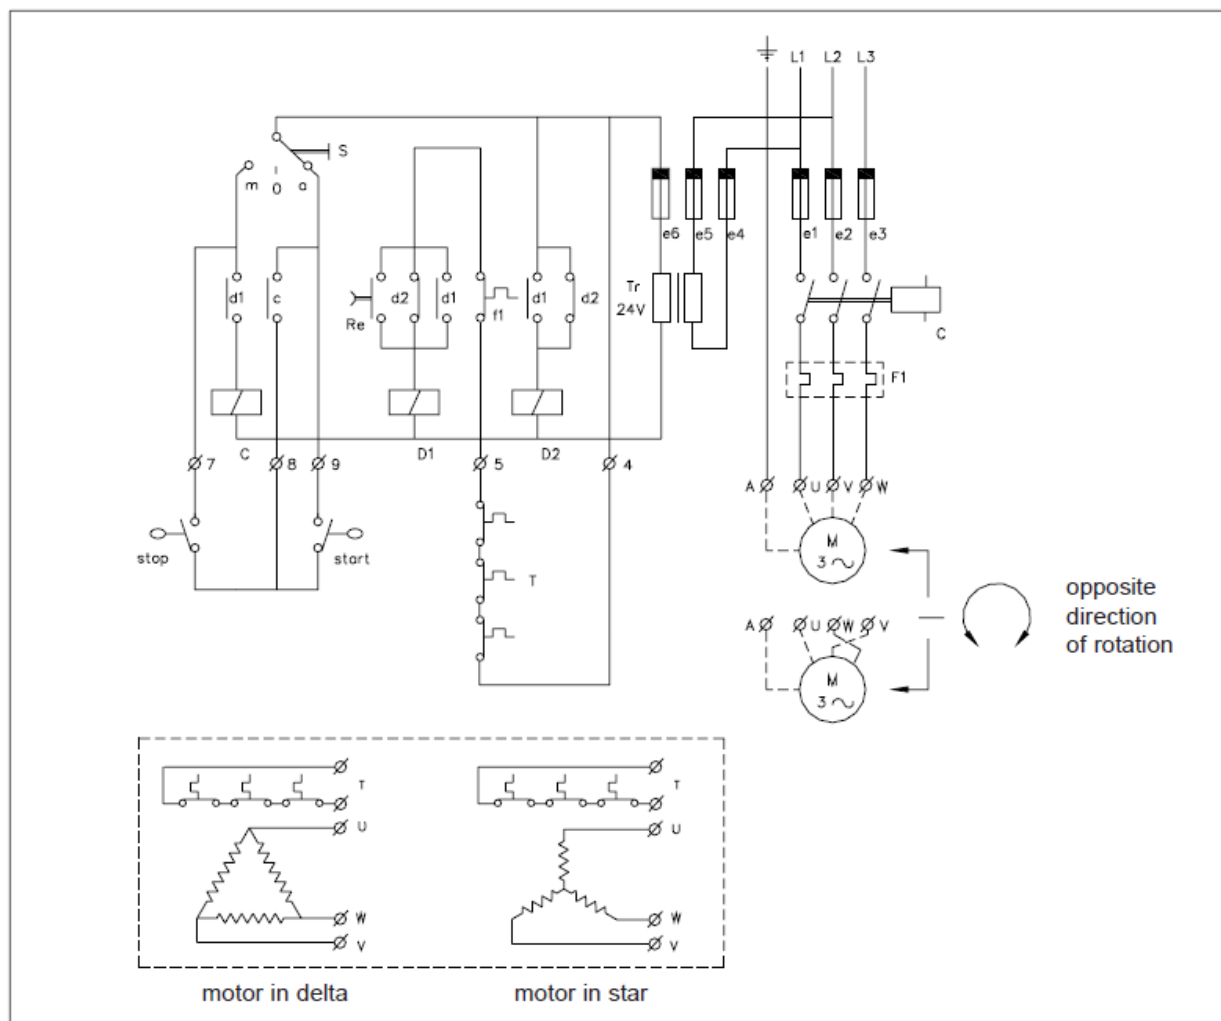 L1 L2 L3
S
m 0 a
e6 e5 e4 e1 e2 e3
d1 c d2 d1 f1 d1 d2
Re
Tr
24V
C
F1
7 C 8 9 D1 5 D2 4
A U V W
stop start
M
3
T
opposite
direction
of rotation
A U W V
M
3
T T
U U
W W
V V
motor in delta motor in star